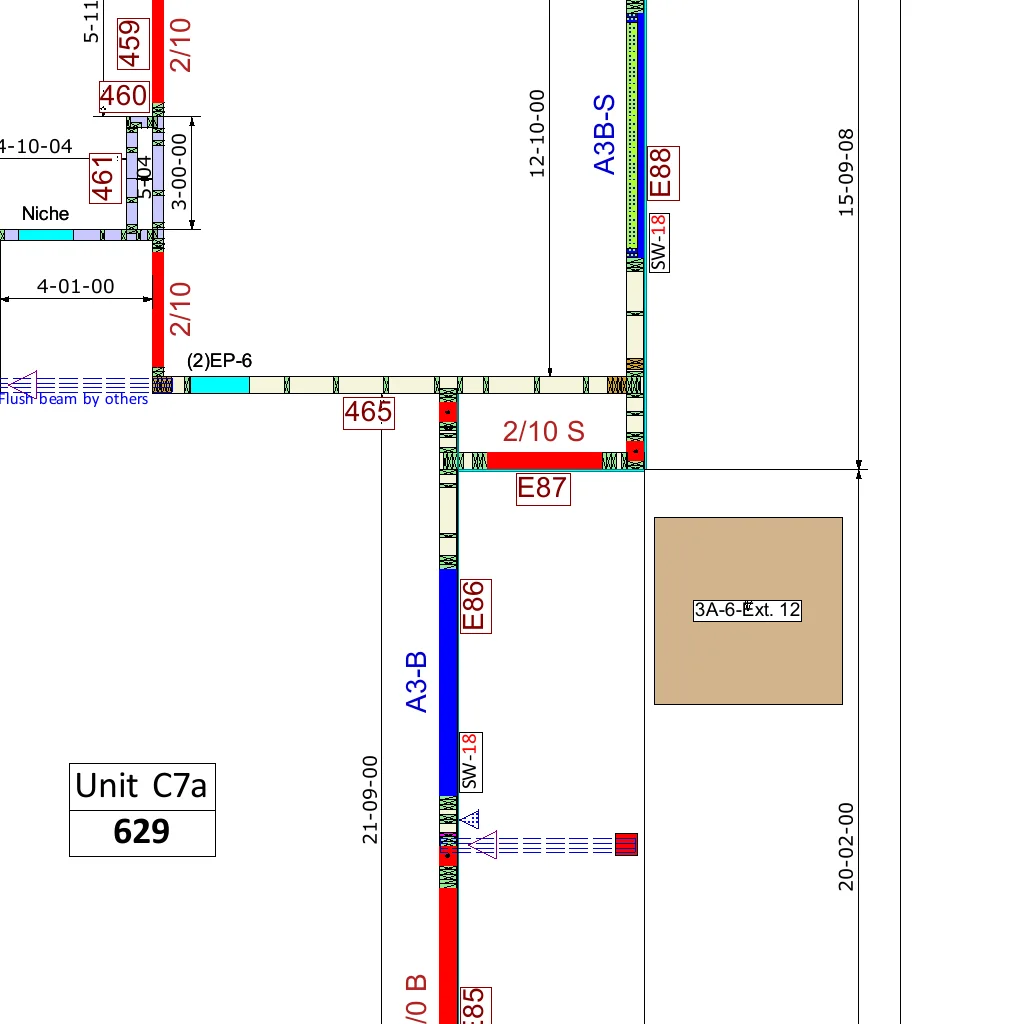 5-11
459
2/10
460
4-10-04
461
5-04
3-00-00
Niche
4-01-00
2/10
(2)EP-6
Flush beam by others
465
12-10-00
A3B-S
E88
SW-18
15-09-08
2/10 S
E87
E86
A3-B
SW-18
3A-6-Ext. 12
Unit C7a
629
21-09-00
20-02-00
/0 B
E85